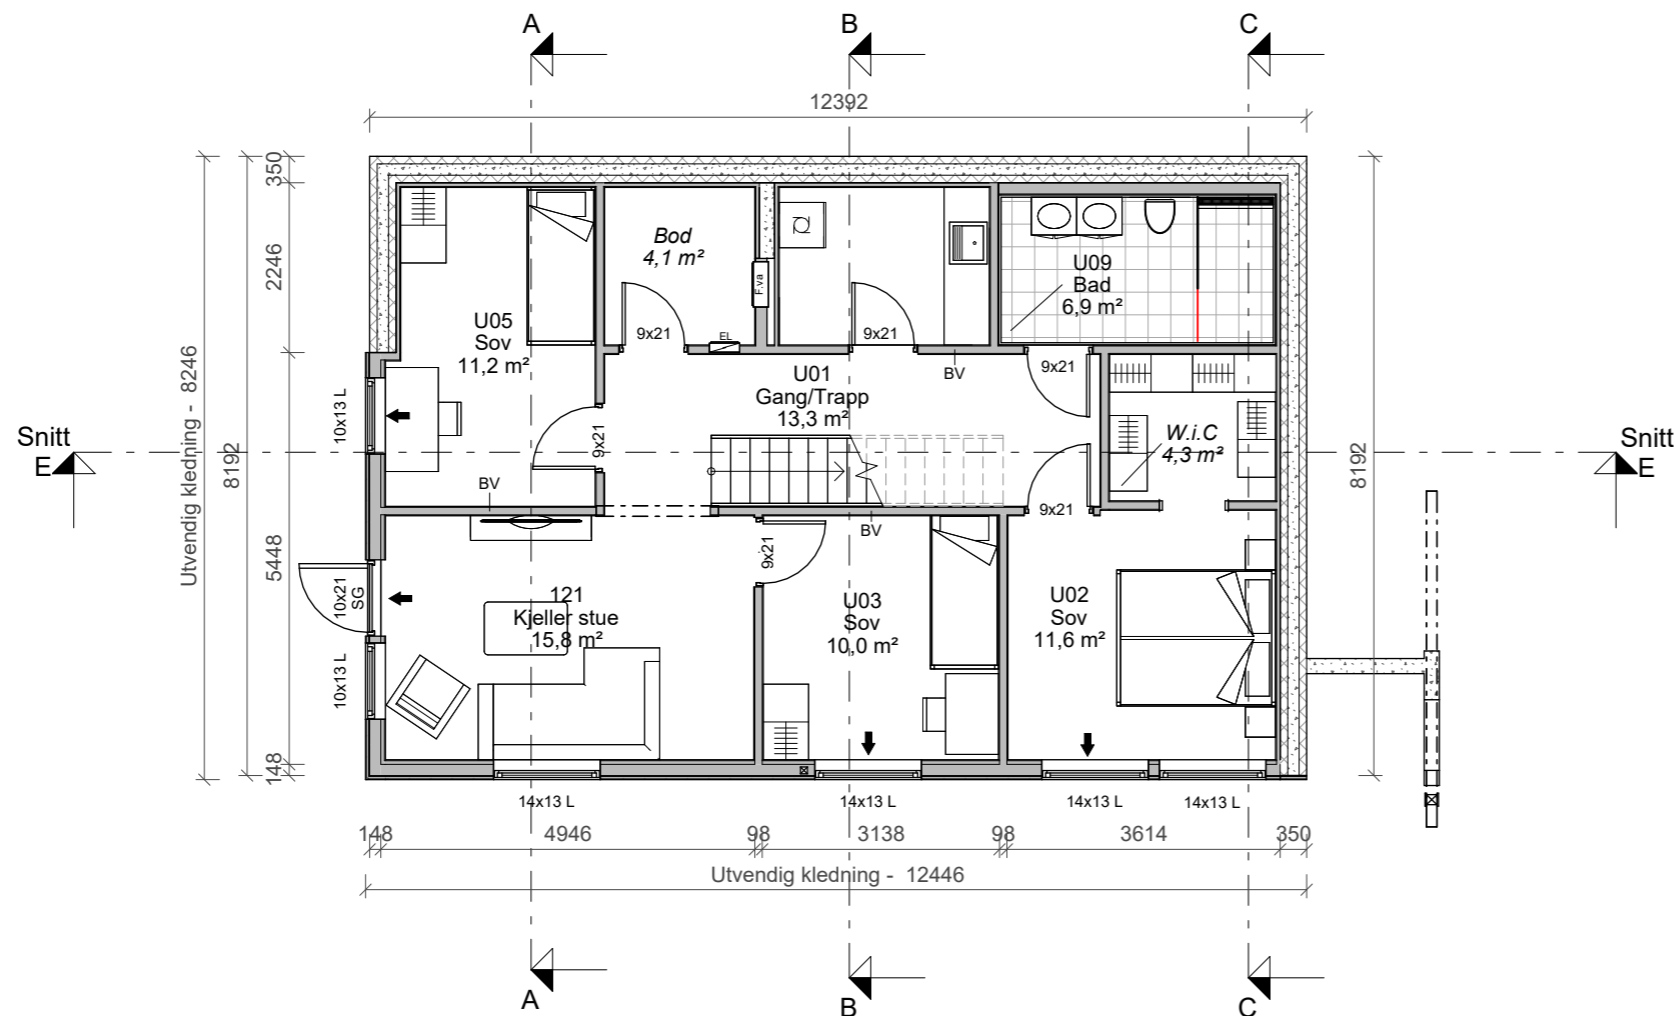 A
B
C
12392
350
2246
5448
148
8192
Utvendig kledning - 8246
8192
Snitt
E
Snitt
E
Bod
4,1 m²
F.va
U09
Bad
6,9 m²
U05
Sov
11,2 m²
9x21
EL
9x21
BV
9x21
U01
Gang/Trapp
13,3 m²
10x13 L
9x21
W.i.C
4,3 m²
BV
BV
9x21
9x21
10x21
SG
121
Kjeller stue
15,8 m²
U03
Sov
10,0 m²
U02
Sov
11,6 m²
10x13 L
14x13 L
14x13 L
14x13 L
14x13 L
148
4946
98
3138
98
3614
350
Utvendig kledning - 12446
A
B
C